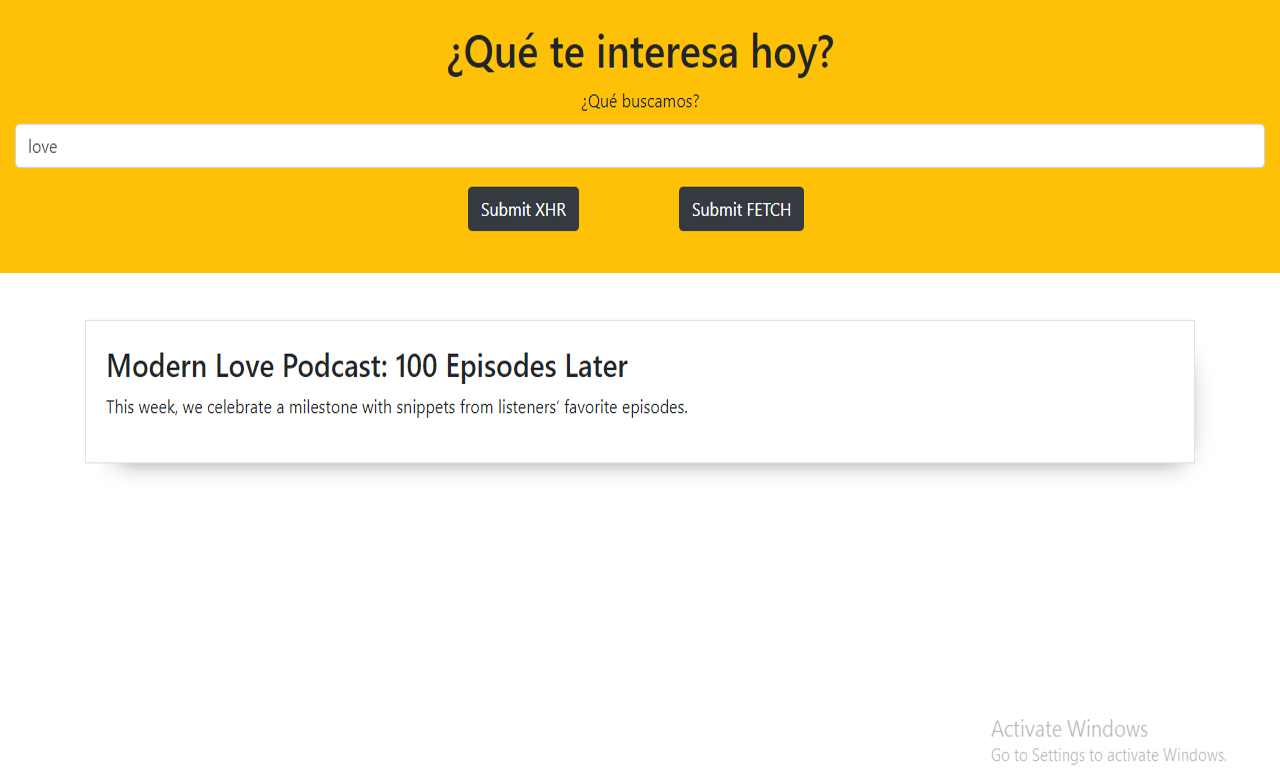 ¿Qué te interesa hoy?
¿Qué buscamos?
love
Submit XHR
Submit FETCH
Modern Love Podcast: 100 Episodes Later
This week, we celebrate a milestone with snippets from listeners’ favorite episodes.
Activate Windows
Go to Settings to activate Windows.